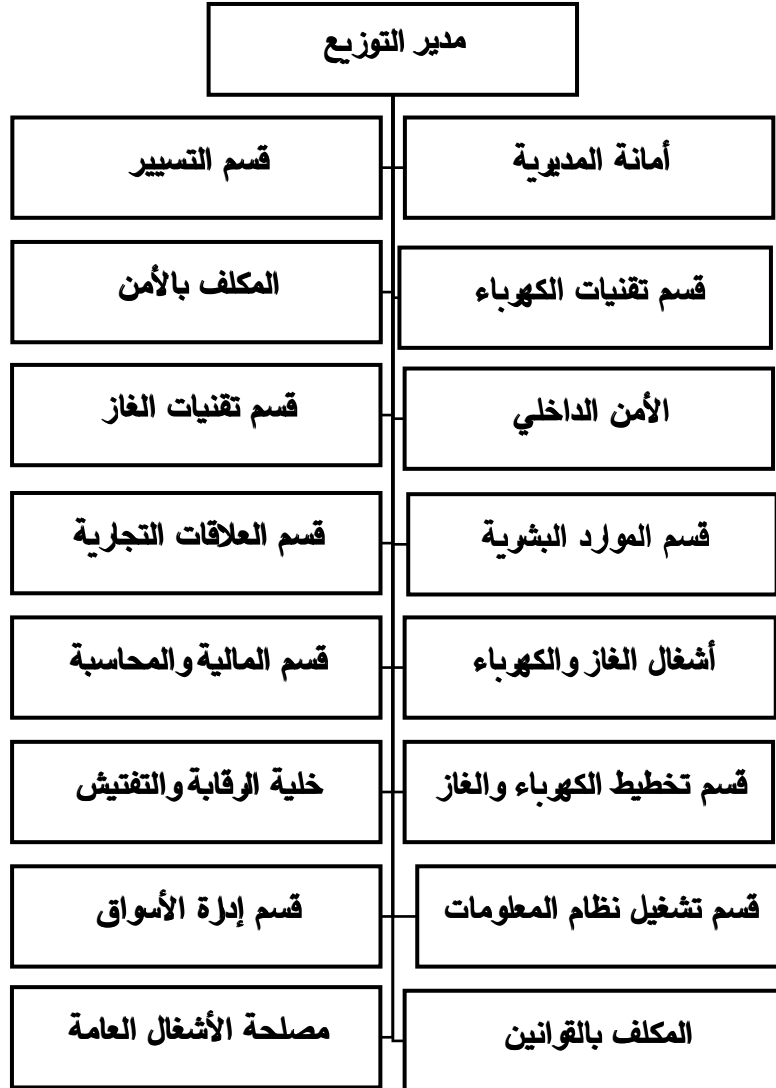 مدير التوزيع
أمانة المديرية
قسم التسيير
قسم تقنيات الكهرباء
المكلف بالأمن
الأمن الداخلي
قسم تقنيات الغاز
قسم الموارد البشرية
قسم العلاقات التجارية
أشغال الغاز والكهرباء
قسم المالية والمحاسبة
قسم تخطيط الكهرباء والغاز
خلية الرقابة والتفتيش
قسم تشغيل نظام المعلومات
قسم إدارة الأسواق
المكلف بالقوانين
مصلحة الأشغال العامة